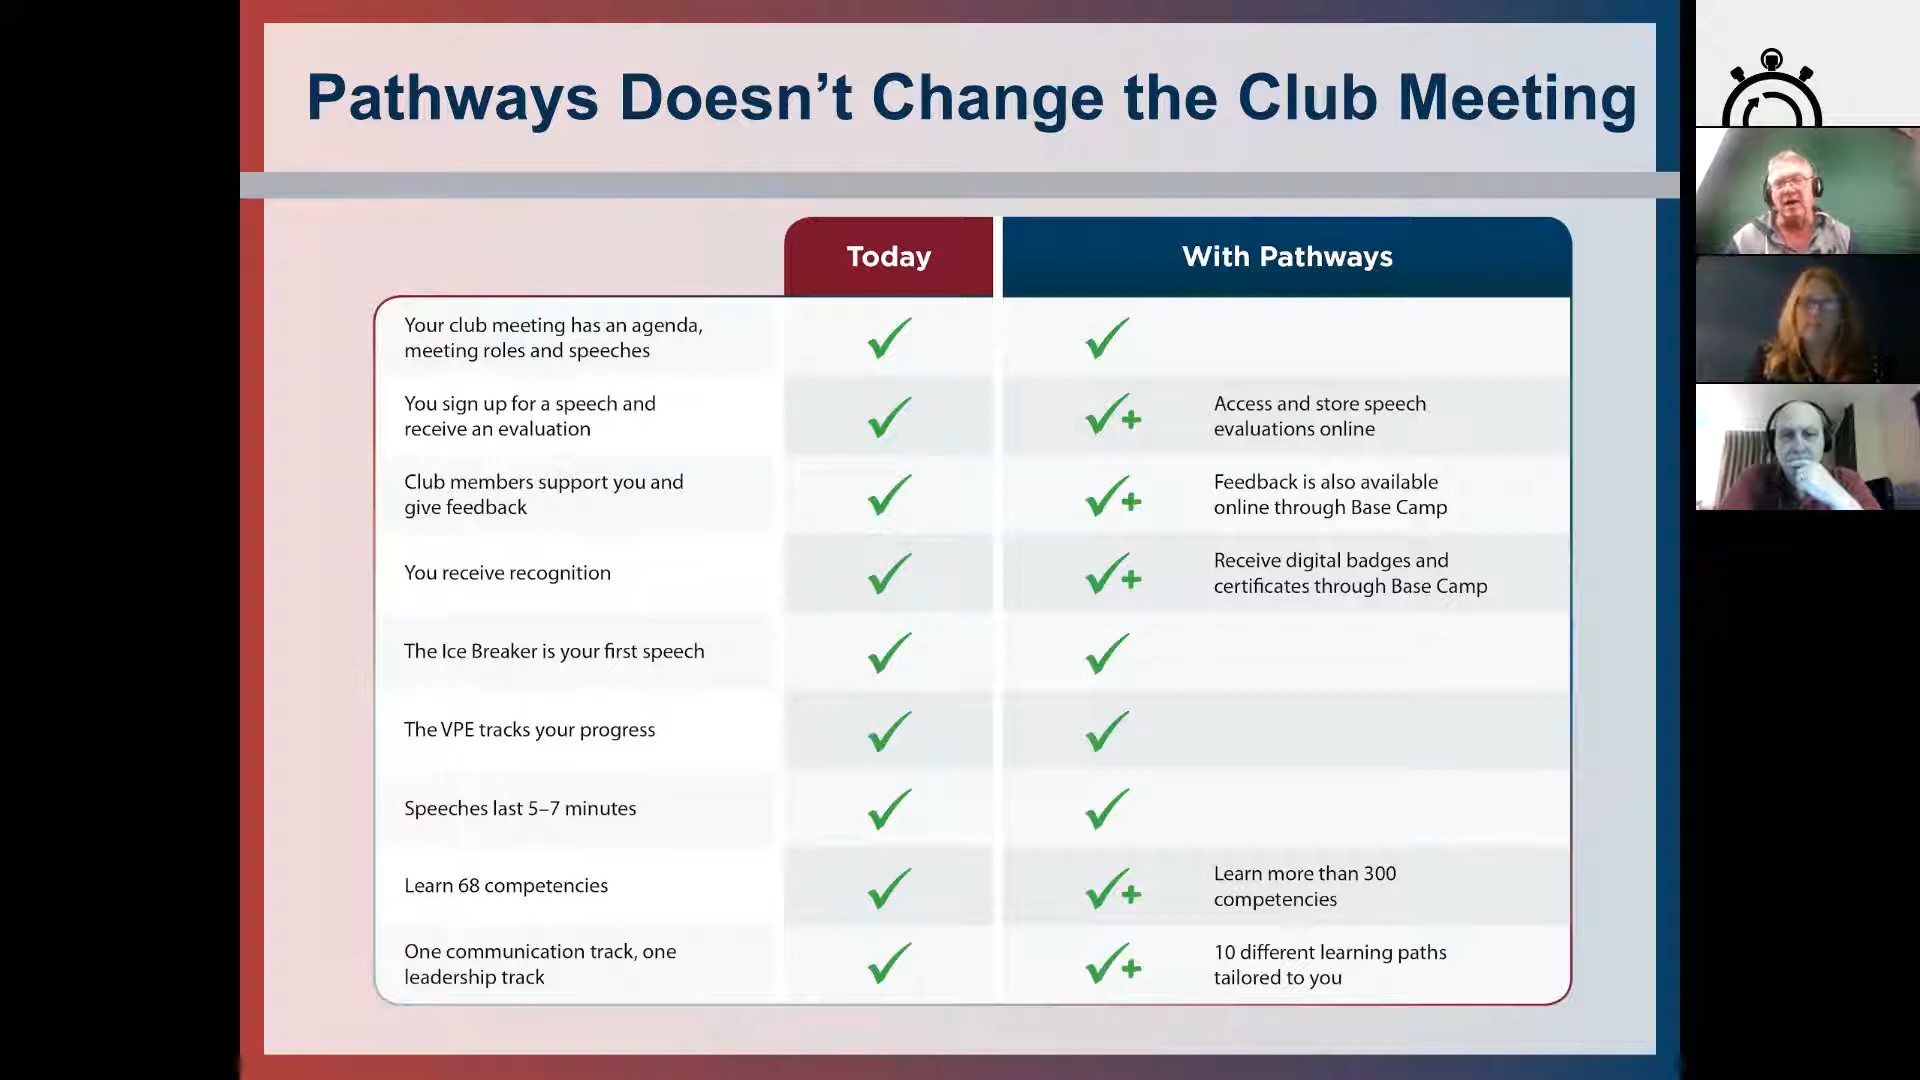 Pathways Doesn’t Change the Club Meeting
Today
With Pathways
Your club meeting has an agenda,
meeting roles and speeches
You sign up for a speech and
receive an evaluation
Access and store speech
evaluations online
Club members support you and
give feedback
Feedback is also available
online through Base Camp
You receive recognition
Receive digital badges and
certificates through Base Camp
The Ice Breaker is your first speech
The VPE tracks your progress
Speeches last 5–7 minutes
Learn 68 competencies
Learn more than 300
competencies
One communication track, one
leadership track
10 different learning paths
tailored to you